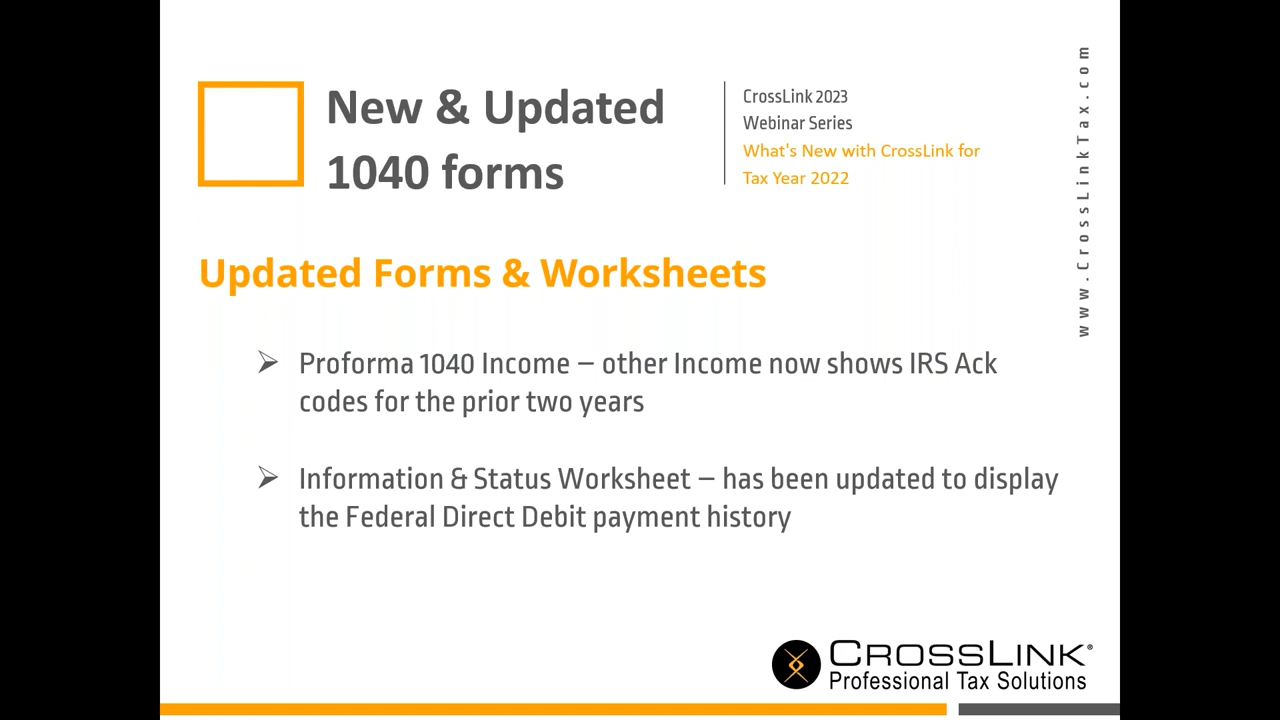 New & Updated
1040 forms
CrossLink 2023
Webinar Series
What's New with CrossLink for
Tax Year 2022
www.CrossLinkTax.com
Updated Forms & Worksheets
Proforma 1040 Income – other Income now shows IRS Ack
codes for the prior two years
Information & Status Worksheet – has been updated to display
the Federal Direct Debit payment history
CROSSLINK®
Professional Tax Solutions